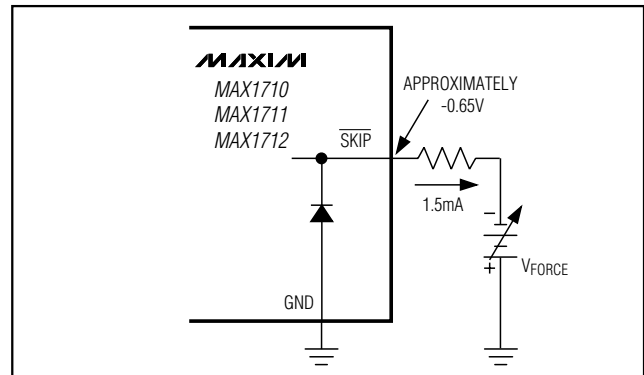 MAXIM
MAX1710
MAX1711
MAX1712
APPROXIMATELY
-0.65V
SKIP
1.5mA
-
+
VFORCE
GND